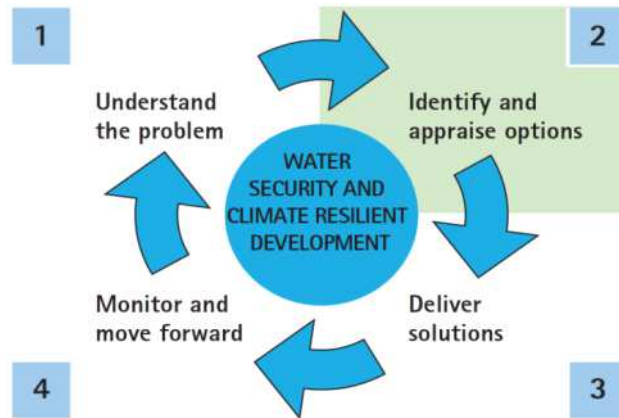 1
2
Understand
the problem
Identify and
appraise options
WATER
SECURITY AND
CLIMATE RESILIENT
DEVELOPMENT
Monitor and
move forward
Deliver
solutions
4
3